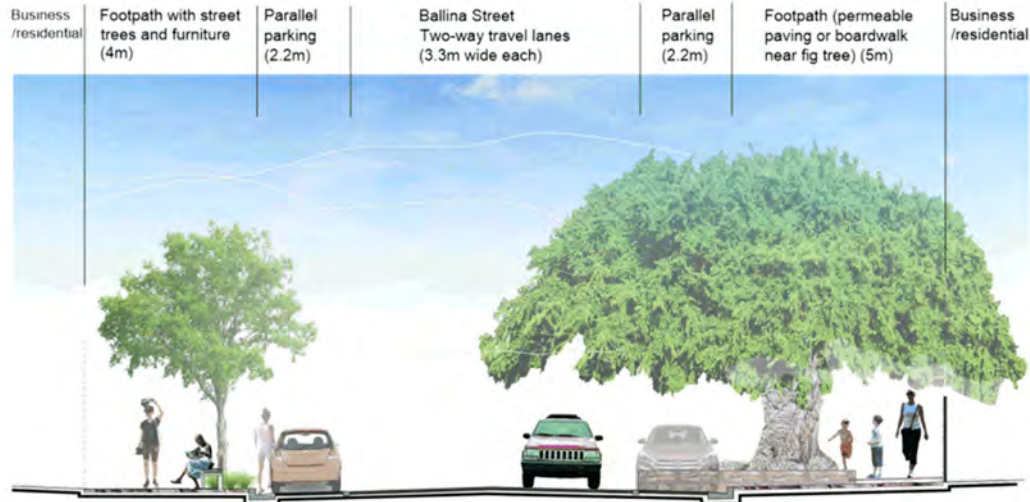 Business
/residential
Footpath with street
trees and furniture
(4m)
Parallel
parking
(2.2m)
Ballina Street
Two-way travel lanes
(3.3m wide each)
Parallel
parking
(2.2m)
Footpath (permeable
paving or boardwalk
near fig tree) (5m)
Business
/residential